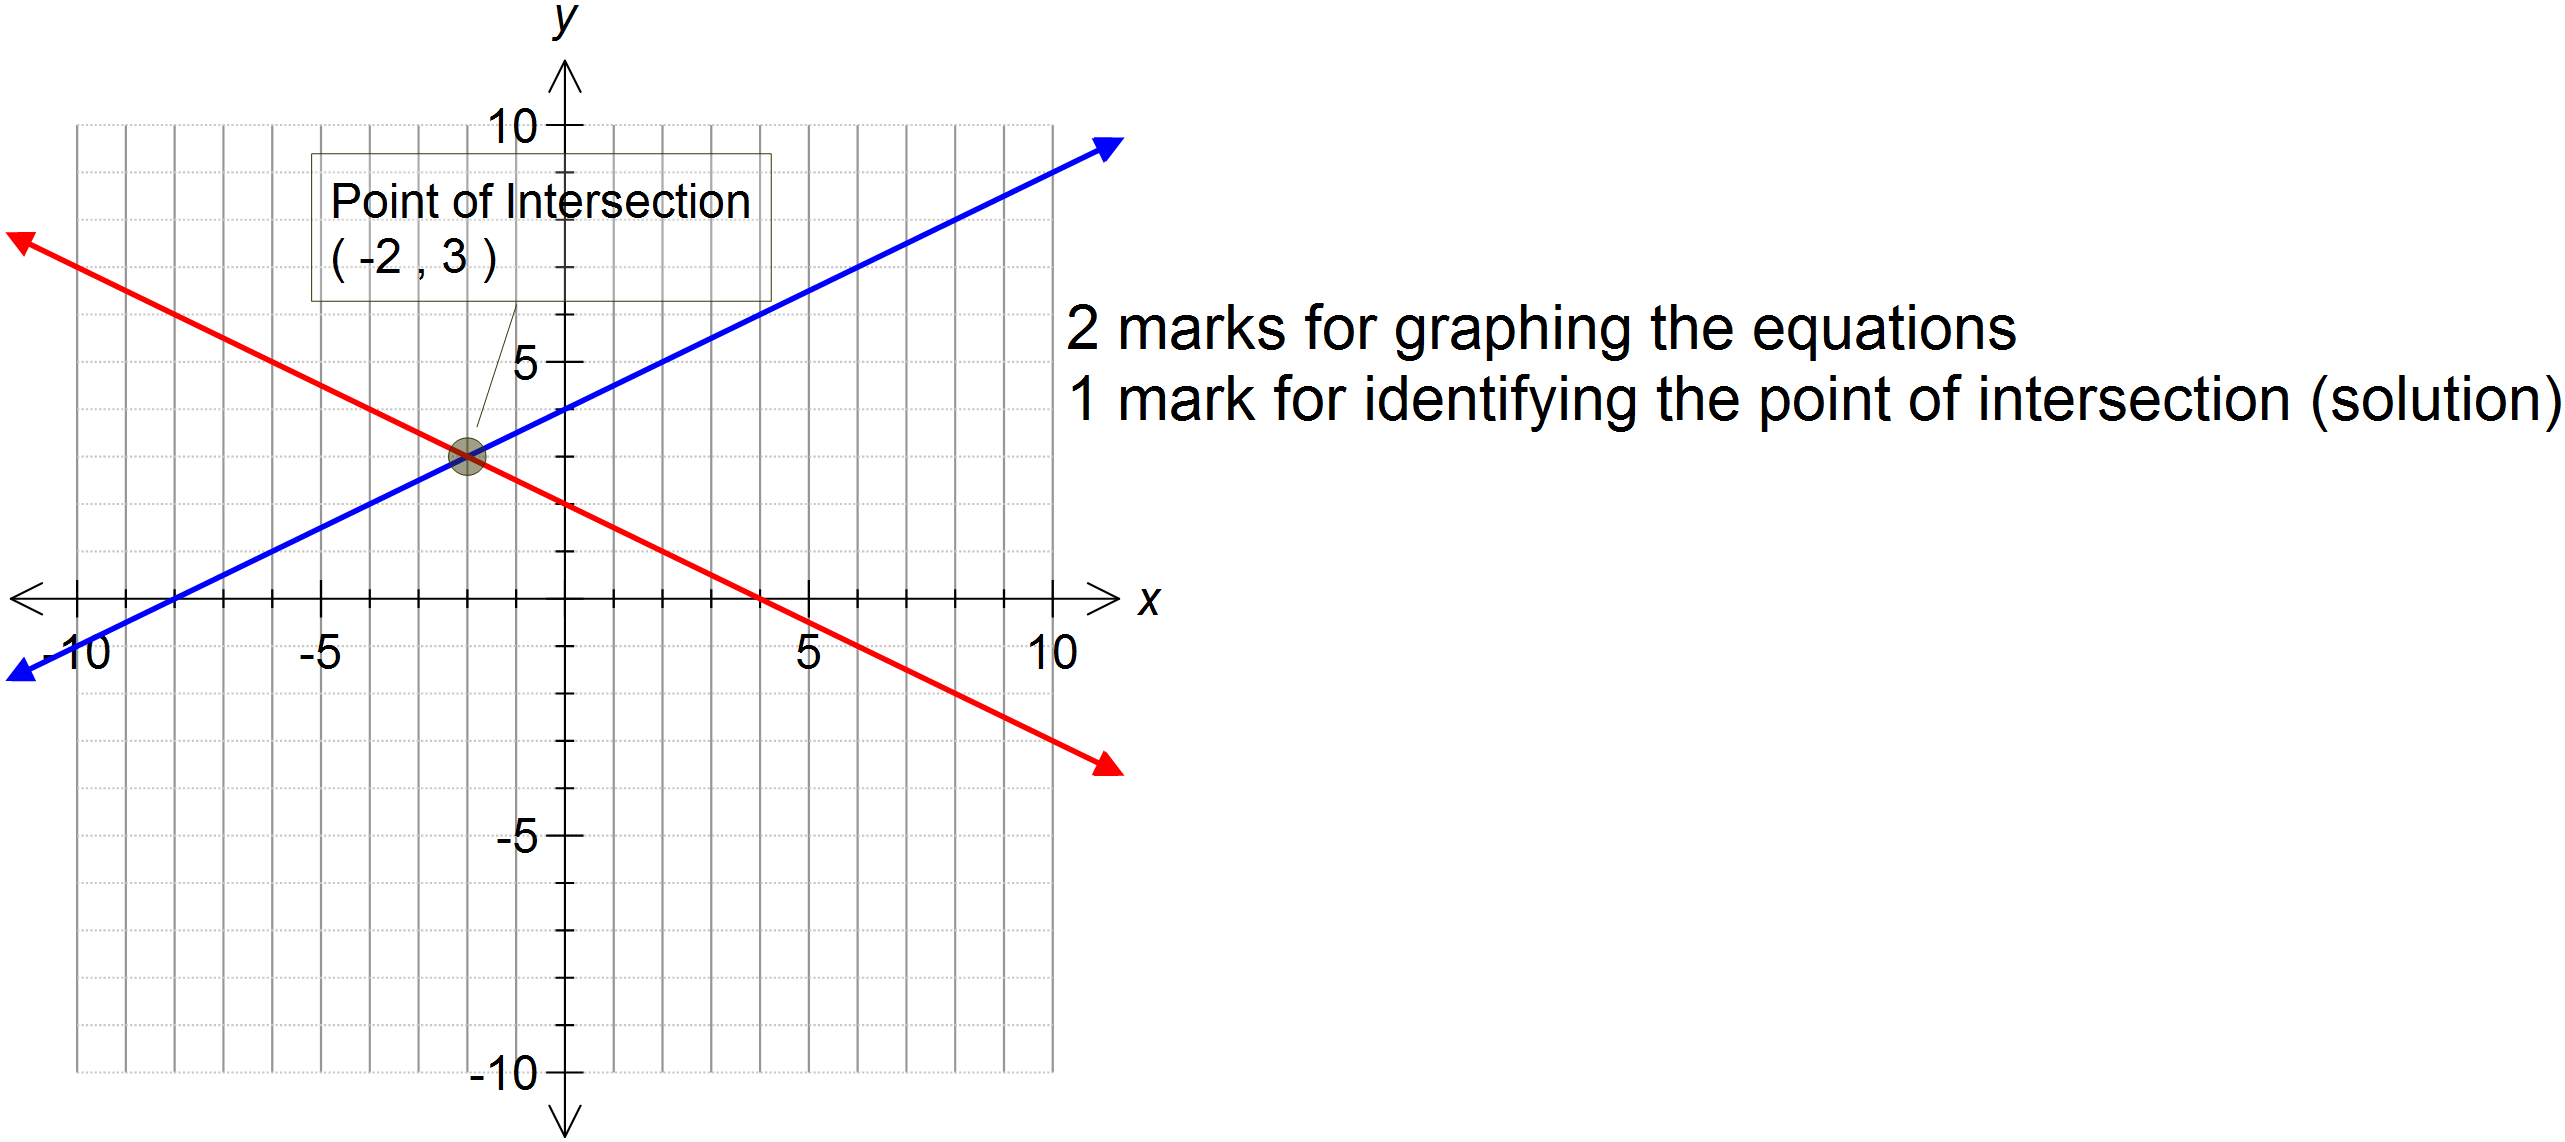 y
10
Point of Intersection
( -2 , 3 )
2 marks for graphing the equations
5
1 mark for identifying the point of intersection (solution)
x
-10 -5 5 10
-5
-10